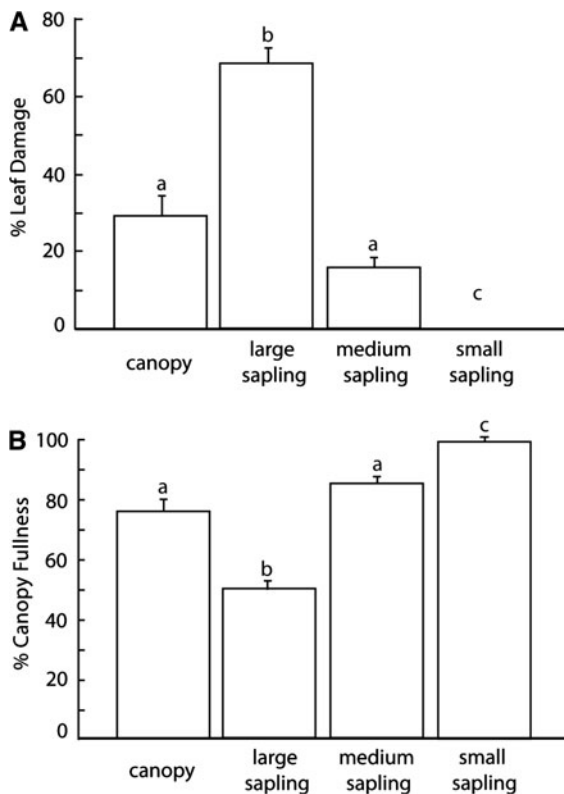 A
% Leaf Damage
80
60
40
20
0
a
b
a
c
canopy
large
sapling
medium
sapling
small
sapling
B
% Canopy Fullness
100
80
60
40
20
0
a
b
a
c
canopy
large
sapling
medium
sapling
small
sapling